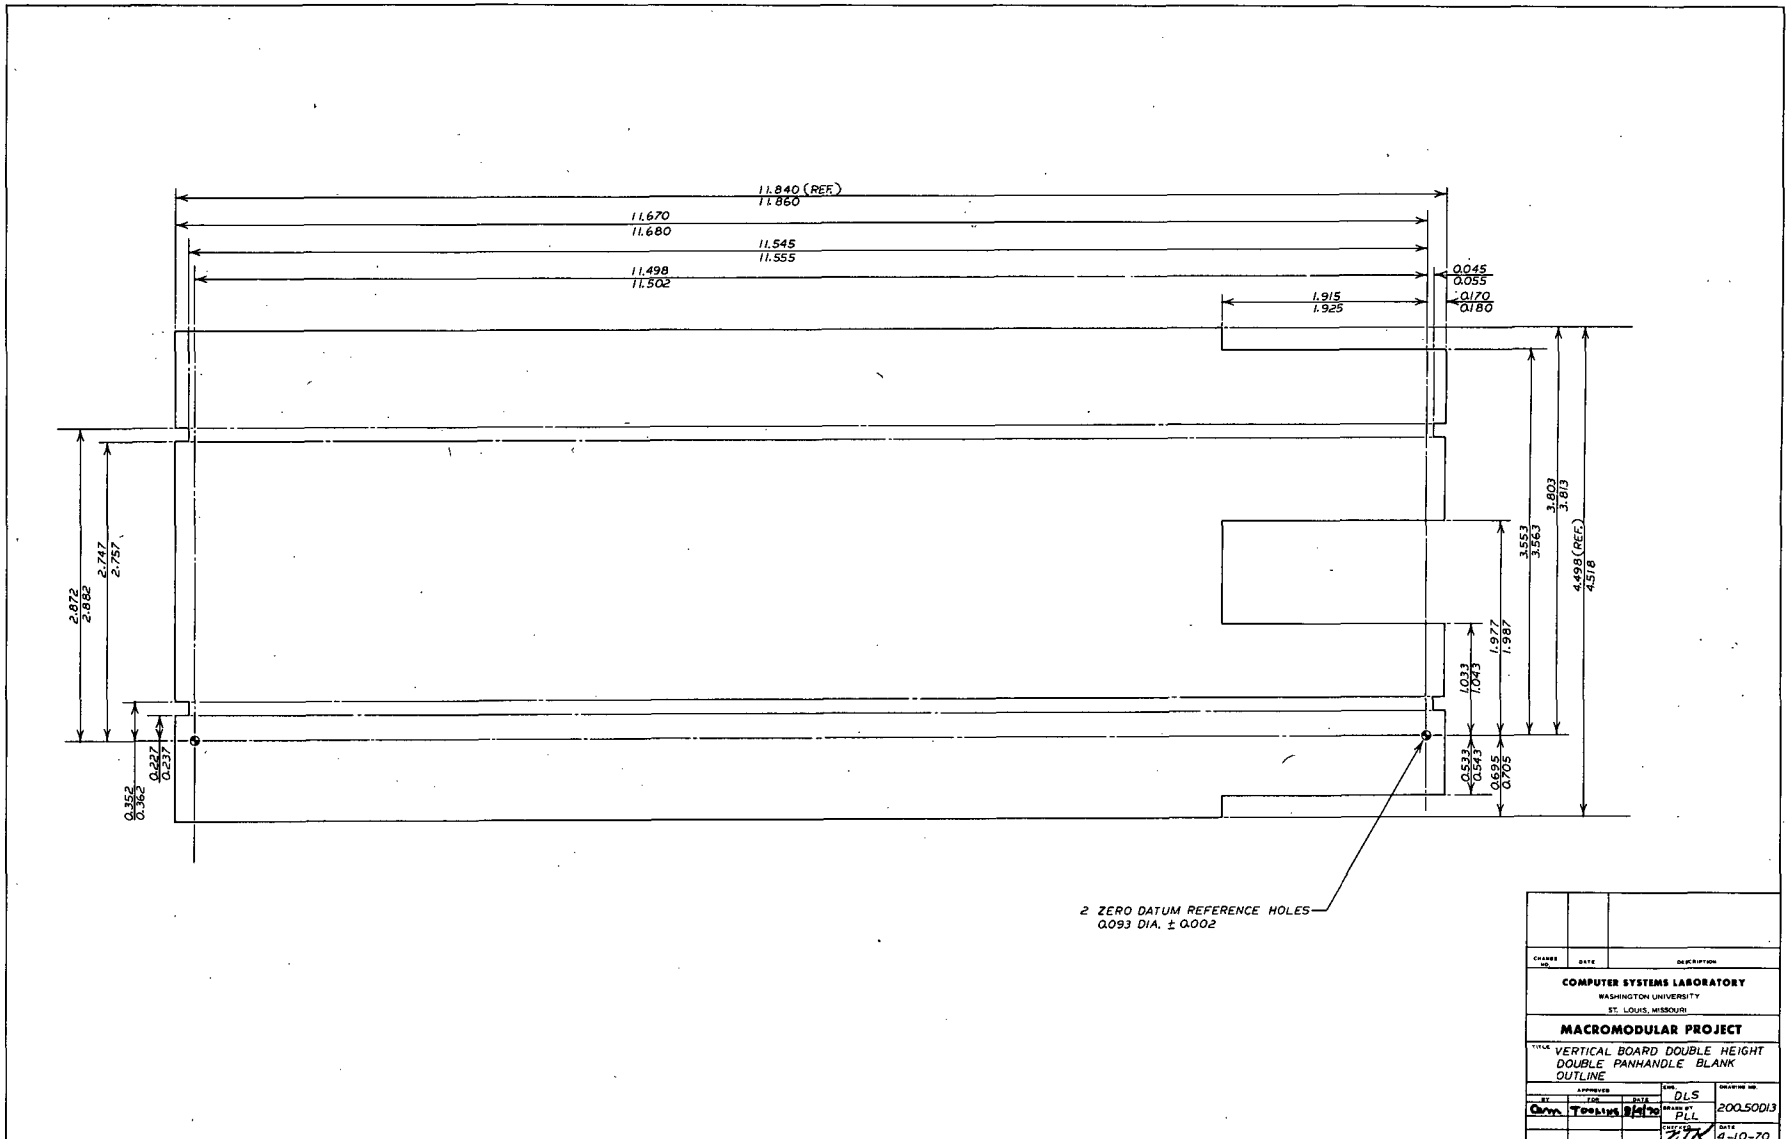 11.840 (REF.)
11.860
11.670
11.680
11.545
11.555
11.498
11.502
0.045
0.055
1.915
1.925
0.170
0.180
2.872
2.882
2.747
2.757
0.352
0.362
0.227
0.237
3.553
3.563
3.803
3.813
4.498 (REF.)
4.518
1.977
1.987
1.033
1.043
0.533
0.543
0.695
0.705
2 ZERO DATUM REFERENCE HOLES
0.093 DIA. ± 0.002
CHANGE NO. DATE DESCRIPTION
COMPUTER SYSTEMS LABORATORY
WASHINGTON UNIVERSITY
ST. LOUIS, MISSOURI
MACROMODULAR PROJECT
TITLE VERTICAL BOARD DOUBLE HEIGHT
DOUBLE PANHANDLE BLANK
OUTLINE
APPROVED
BY FOR DATE
TOOLING
ENG. DLS
DRAWN BY PLL
CHECKED
DRAWING NO.
200.50D13
DATE
4-10-70